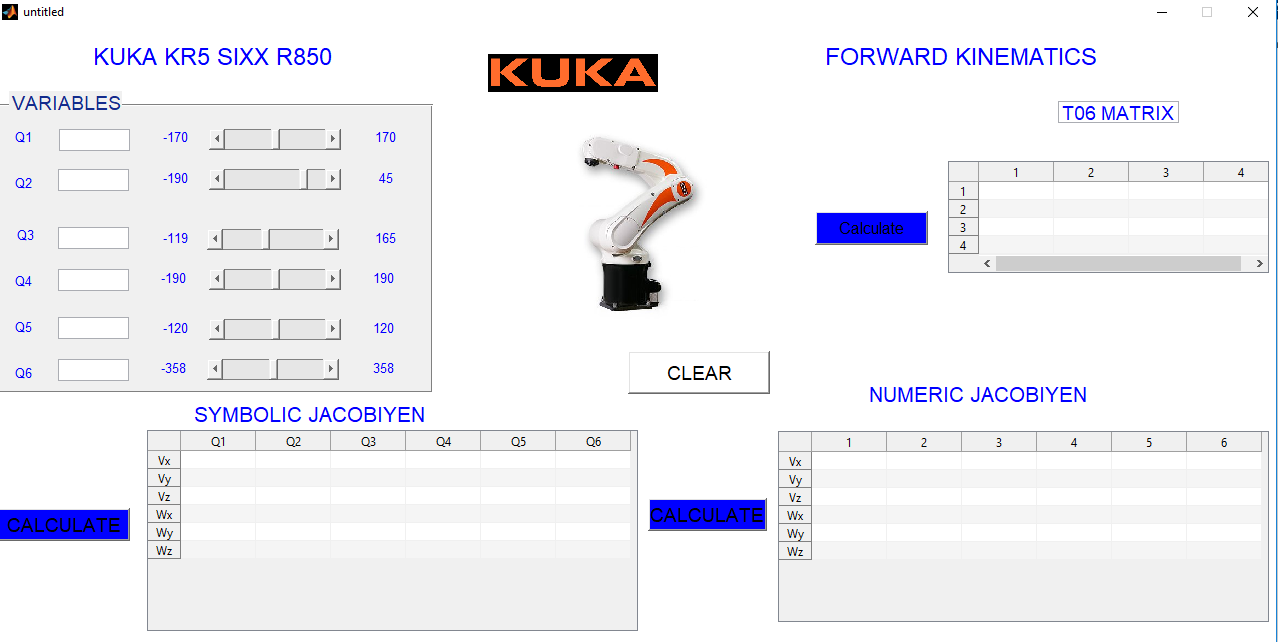 untitled
KUKA KR5 SIXX R850
KUKA
FORWARD KINEMATICS
VARIABLES
Q1 -170 170
Q2 -190 45
Q3 -119 165
Q4 -190 190
Q5 -120 120
Q6 -358 358
T06 MATRIX
Calculate
1 2 3 4
1
2
3
4
CLEAR
SYMBOLIC JACOBIYEN
CALCULATE
Q1 Q2 Q3 Q4 Q5 Q6
Vx
Vy
Vz
Wx
Wy
Wz
NUMERIC JACOBIYEN
CALCULATE
1 2 3 4 5 6
Vx
Vy
Vz
Wx
Wy
Wz